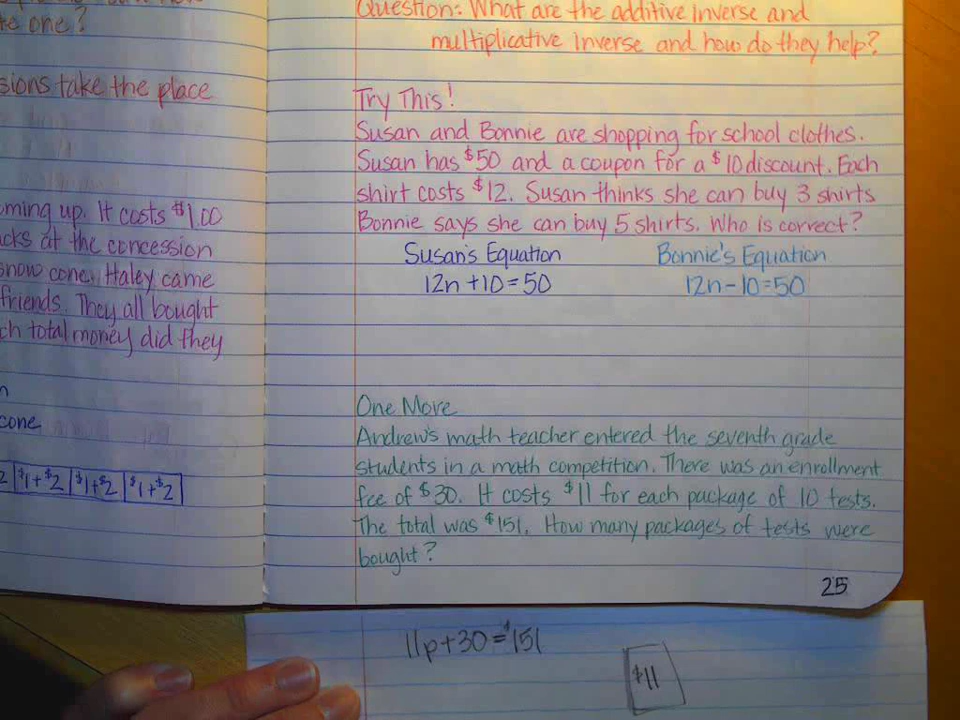 te one?
sions take the place
oming up. It costs $1.00
acks at the concession
snow cone. Haley came
friends. They all bought
ch total money did they
n
cone
2 $1+$2 $1+$2 $1+$2
Question: What are the additive inverse and
multiplicative inverse and how do they help?
Try This!
Susan and Bonnie are shopping for school clothes.
Susan has $50 and a coupon for a $10 discount. Each
shirt costs $12. Susan thinks she can buy 3 shirts
Bonnie says she can buy 5 shirts. Who is correct?
Susan's Equation Bonnie's Equation
12n+10=50 12n-10=50
One More
Andrew's math teacher entered the seventh grade
students in a math competition. There was an enrollment
fee of $30. It costs $11 for each package of 10 tests.
The total was $151. How many packages of tests were
bought?
25
11p+30=$151
$11